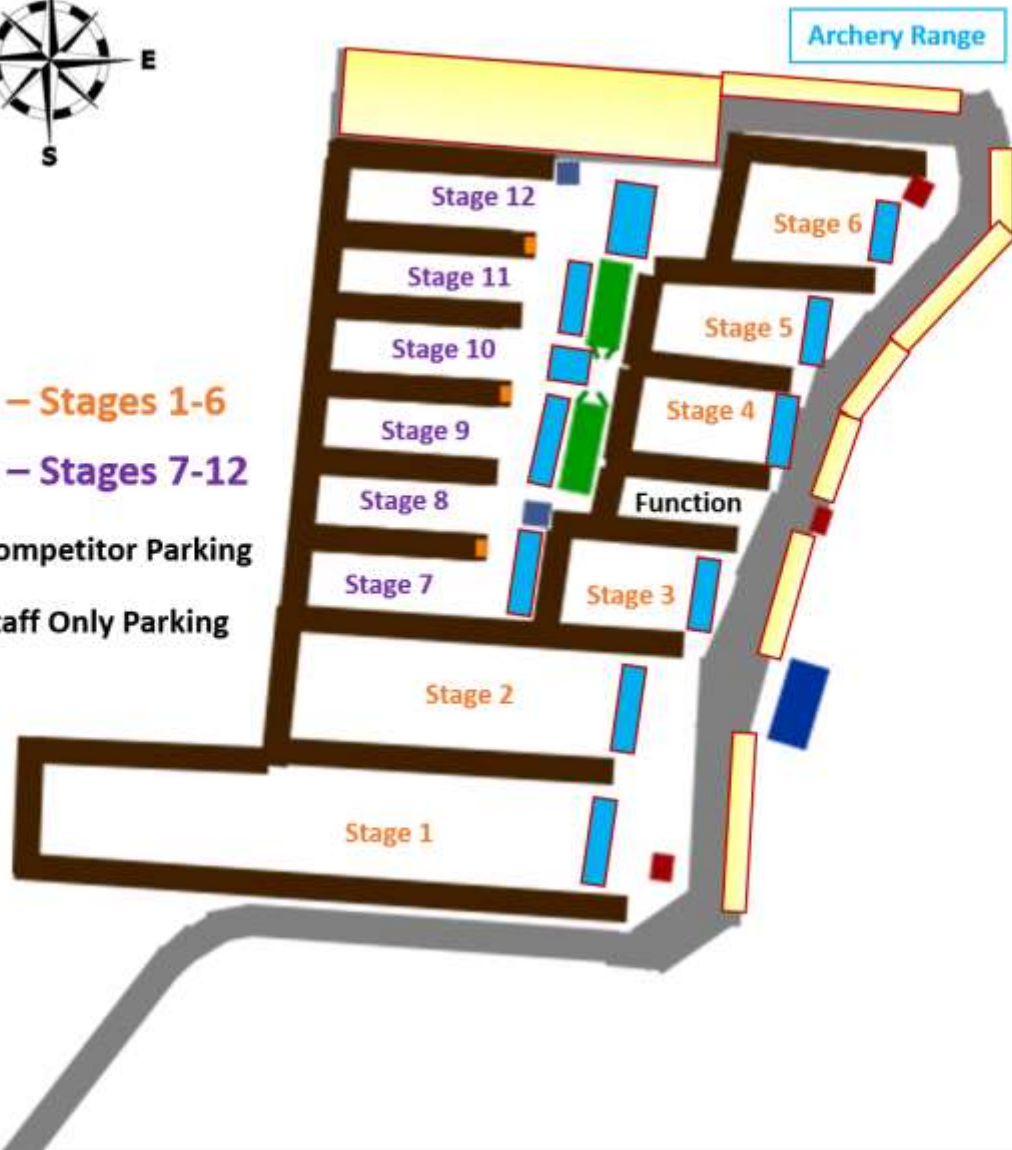 Archery Range
E
S
Stage 12
Stage 6
Stage 11
Stage 5
Stage 10
– Stages 1-6
Stage 4
Stage 9
– Stages 7-12
Stage 8
Function
ompetitor Parking
Stage 7
Stage 3
taff Only Parking
Stage 2
Stage 1